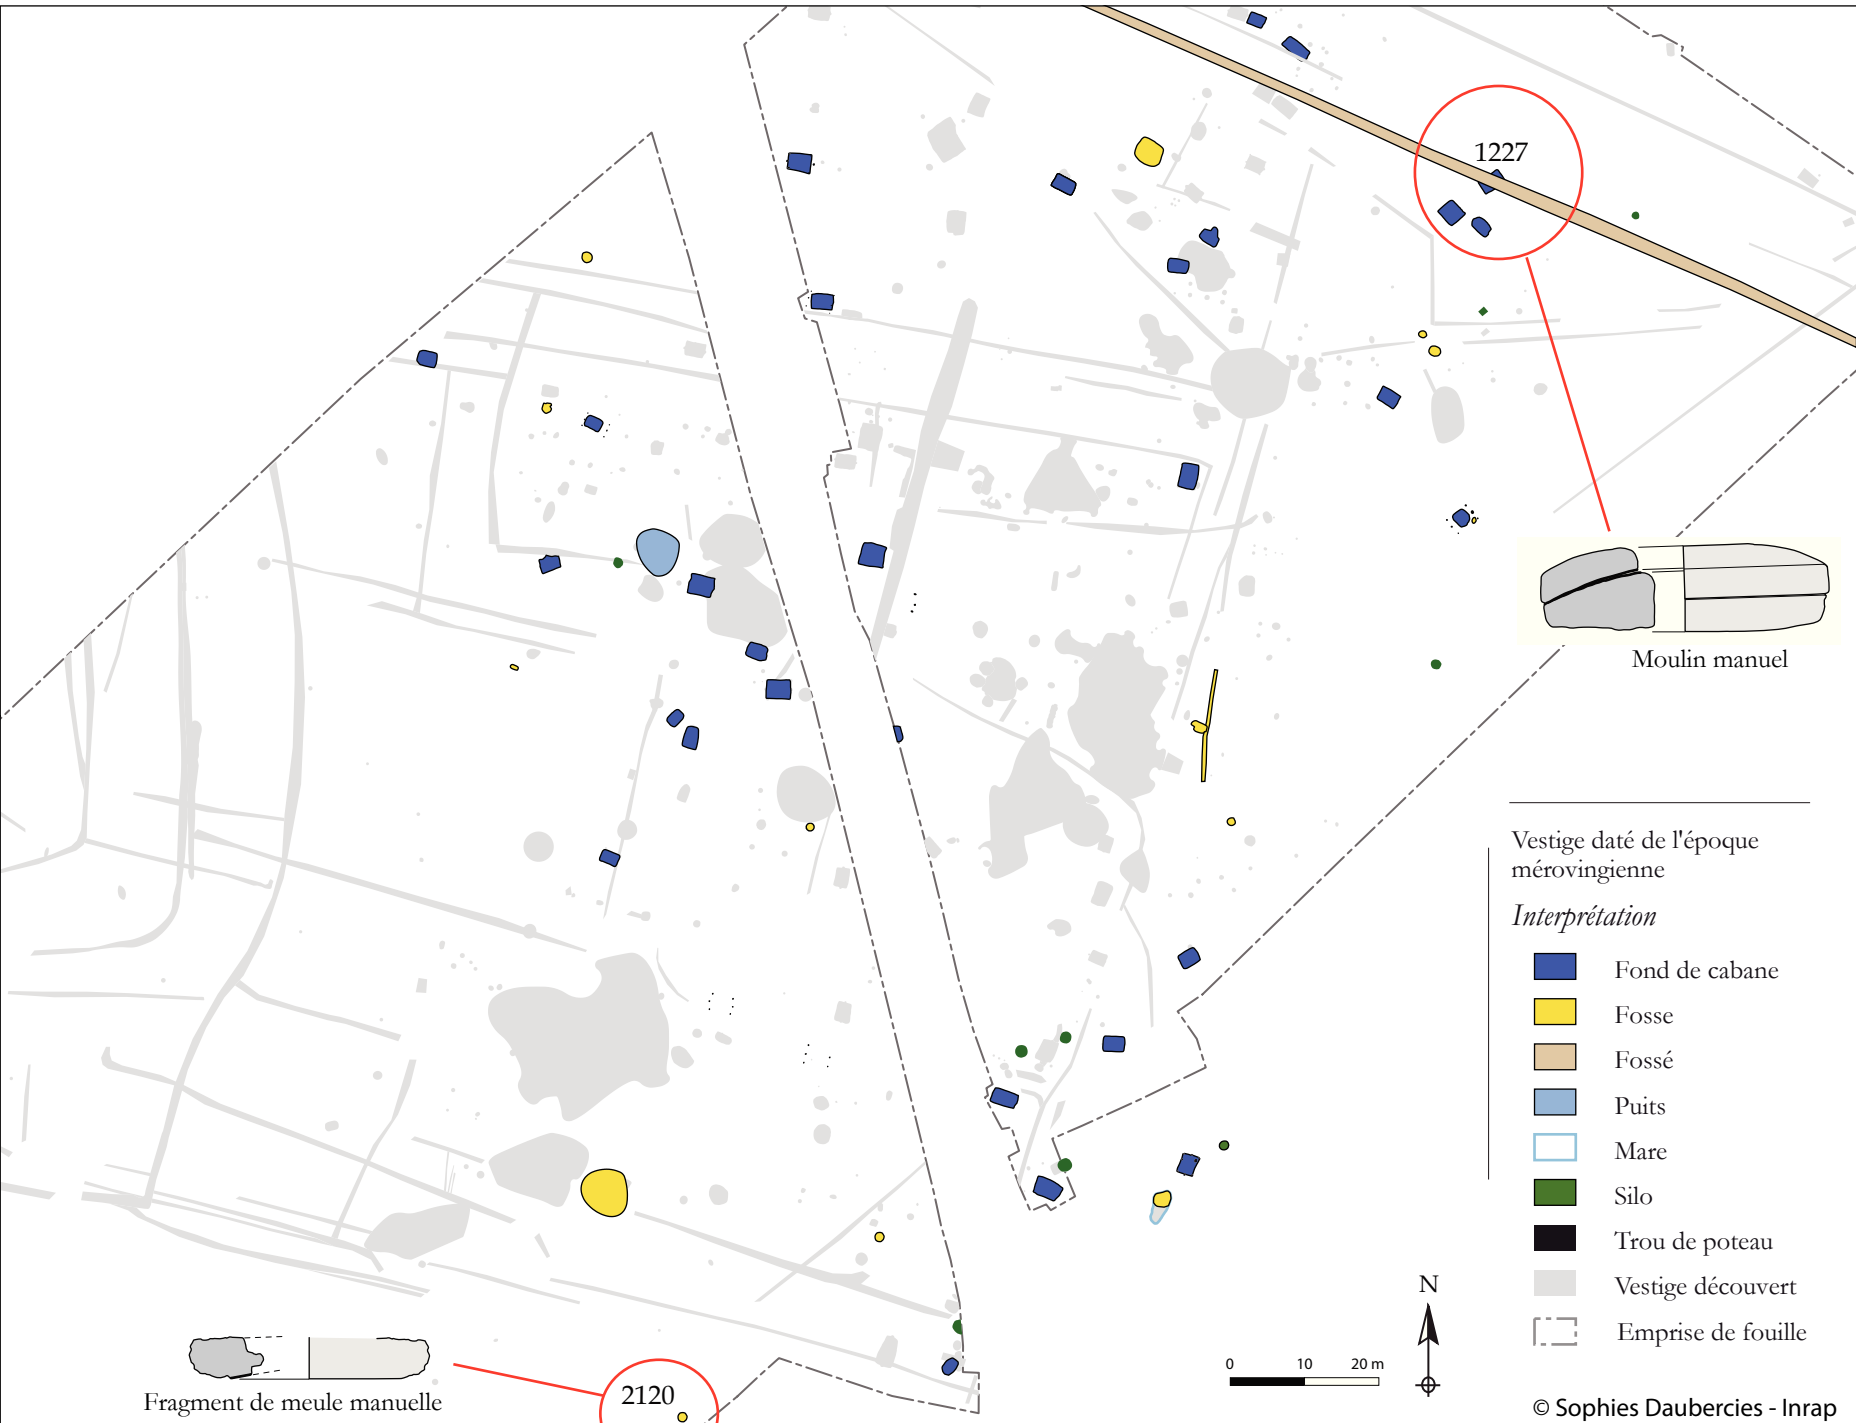 1227
Moulin manuel
Vestige daté de l'époque
mérovingienne
Interprétation
Fond de cabane
Fosse
Fossé
Puits
Mare
Silo
Trou de poteau
Vestige découvert
Emprise de fouille
N
0 10 20 m
2120
Fragment de meule manuelle
© Sophies Daubercies - Inrap